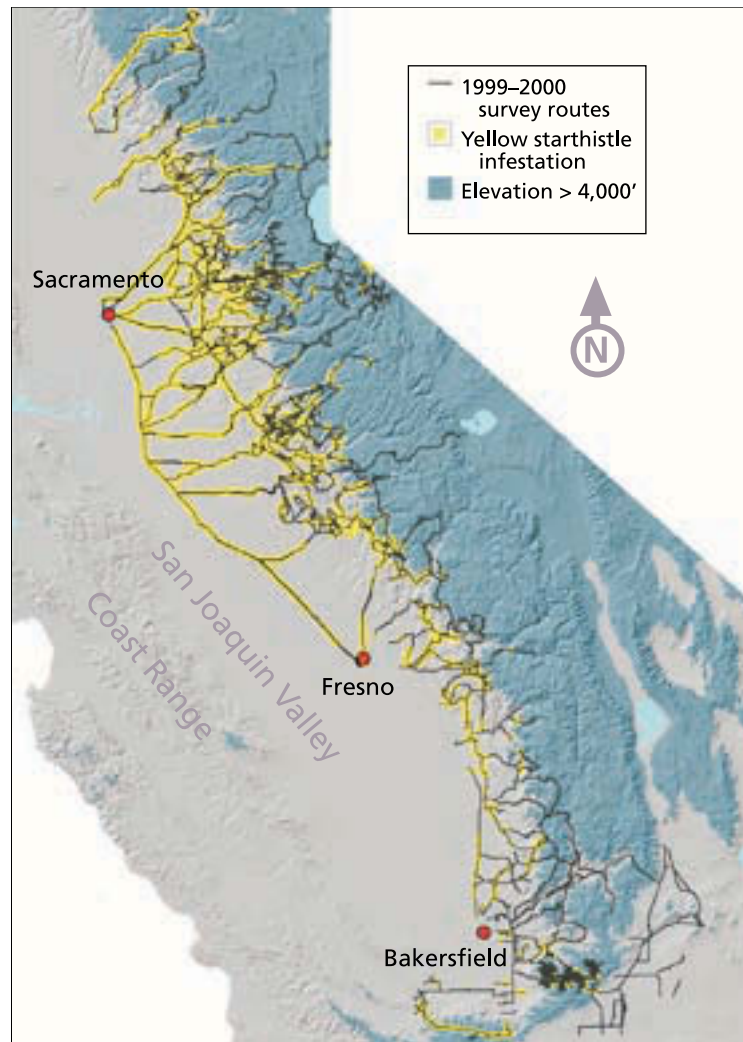 1999–2000
survey routes
Yellow starthistle
infestation
Elevation > 4,000’
Sacramento
N
San Joaquin Valley
Coast Range
Fresno
Bakersfield